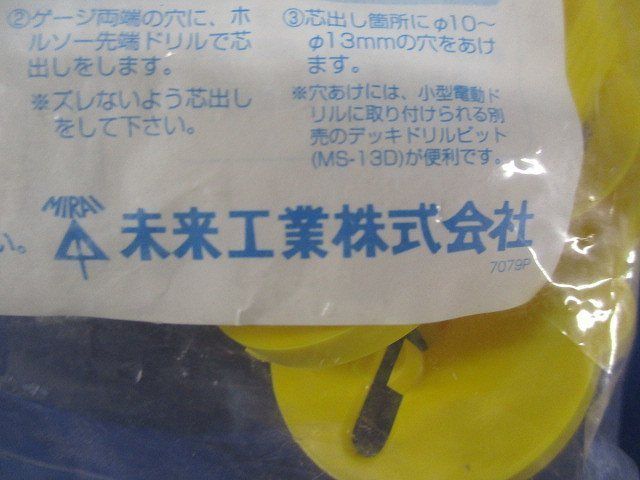 ②ゲージ両端の穴に、ホ
ルソー先端ドリルで芯
出しをします。
※ズレないよう芯出し
をして下さい。
③芯出し箇所にφ10～
φ13mmの穴をあけ
ます。
※穴あけには、小型電動ド
リルに取り付けられる別
売のデッキドリルビット
(MS-13D)が便利です。
い。
MIRAI
未来工業株式会社
7079P